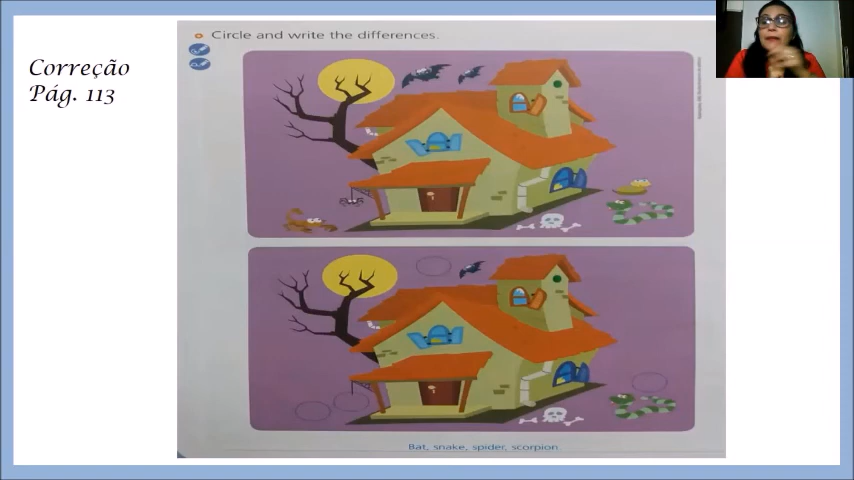 Correção
Pág. 113
Circle and write the differences.
Bat, snake, spider, scorpion